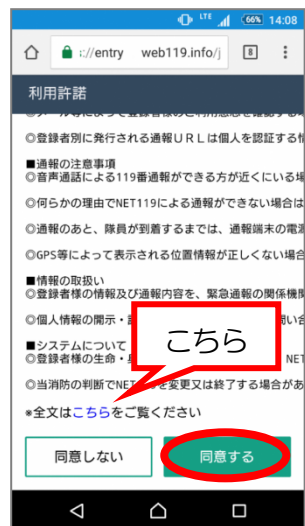 LTE 66% 14:08
://entry web119.info/j 8
利用許諾
◎登録者別に発行される通報URLは個人を認証する情
■通報の注意事項
◎音声通話による119番通報ができる方が近くにいる場
◎何らかの理由でNET119による通報ができない場合は
◎通報のあと、隊員が到着するまでは、通報端末の電源
◎GPS等によって表示される位置情報が正しくない場合
■情報の取扱い
◎登録者様の情報及び通報内容を、緊急通報の関係機関
◎個人情報の開示・
■システムについて
◎登録者様の生命・ NET
◎当消防の判断でNET を変更又は終了する場合があ
こちら
※全文はこちらをご覧ください
同意しない 同意する